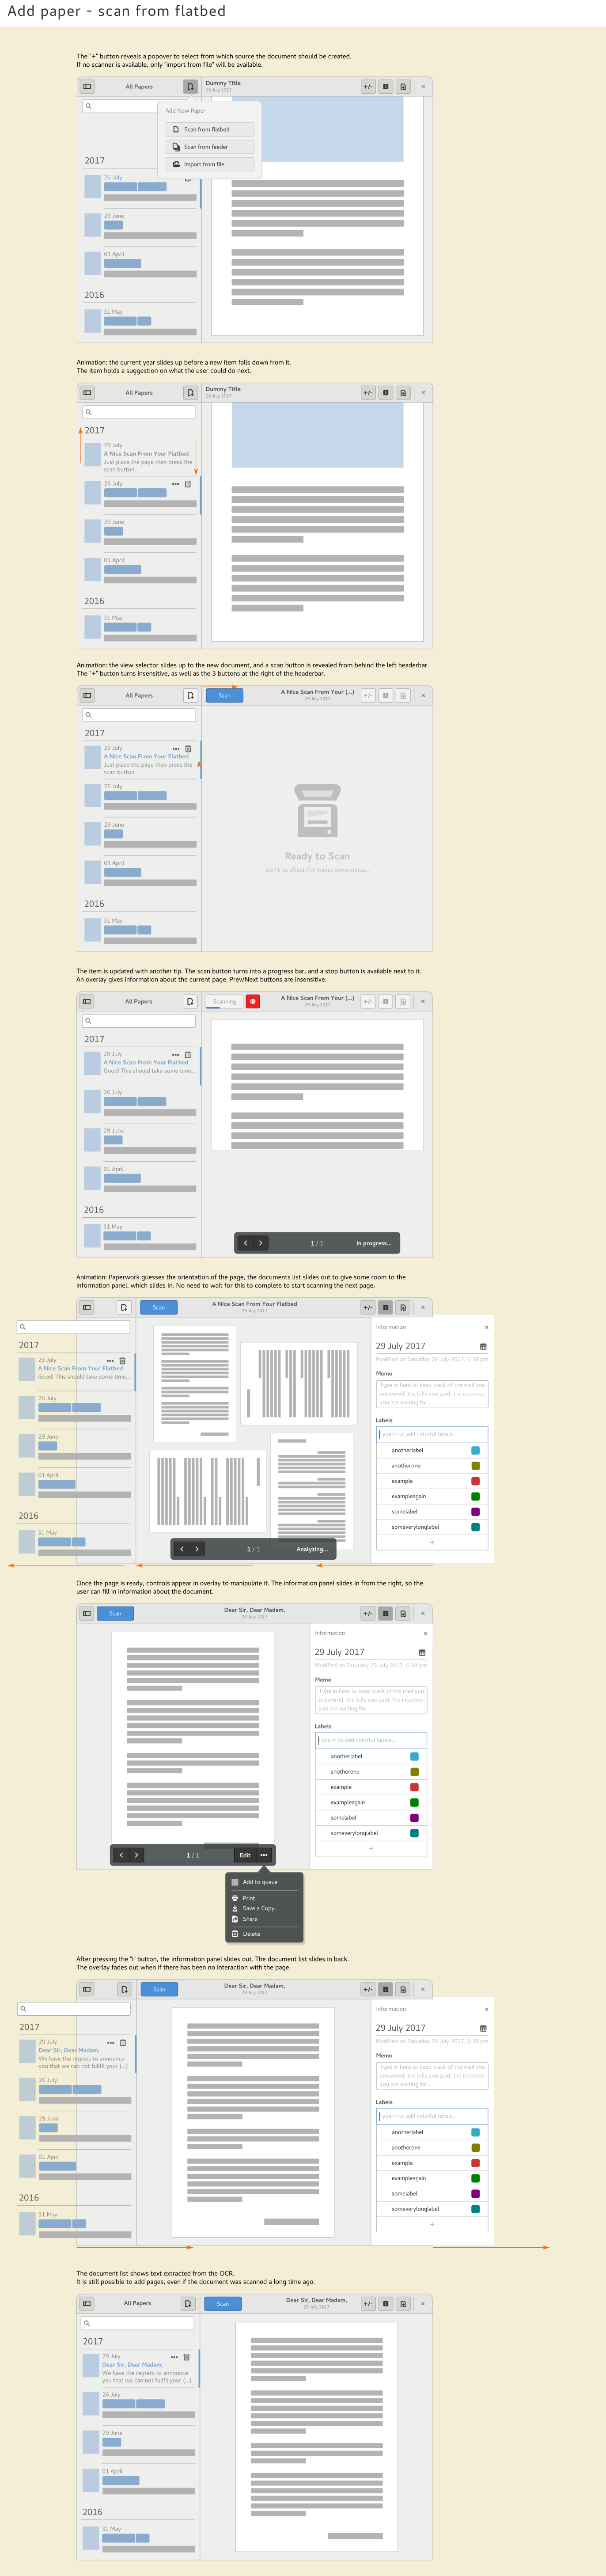 Add paper - scan from flatbed
The "+" button reveals a popover to select from which source the document should be created.
If no scanner is available, only "import from file" will be available.
All Papers
Dummy Title
26 July 2017
+/-
Add New Paper
Scan from flatbed
Scan from feeder
Import from file
2017
26 July
29 June
01 April
2016
31 May
Animation: the current year slides up before a new item falls down from it.
The item holds a suggestion on what the user could do next.
All Papers
Dummy Title
26 July 2017
+/-
2017
29 July
A Nice Scan From Your Flatbed
Just place the page then press the
scan button.
26 July
29 June
01 April
2016
31 May
Animation: the view selector slides up to the new document, and a scan button is revealed from behind the left headerbar.
The "+" button turns insensitive, as well as the 3 buttons at the right of the headerbar.
All Papers
Scan
A Nice Scan From Your (...)
29 July 2017
+/-
2017
29 July
A Nice Scan From Your Flatbed
Just place the page then press the
scan button.
26 July
29 June
01 April
2016
31 May
Ready to Scan
Don't be afraid if it makes some noise...
The item is updated with another tip. The scan button turns into a progress bar, and a stop button is available next to it.
An overlay gives information about the current page. Prev/Next buttons are insensitive.
All Papers
Scanning
A Nice Scan From Your (...)
29 July 2017
+/-
2017
29 July
A Nice Scan From Your Flatbed
Good! This should take some time...
26 July
29 June
01 April
2016
31 May
1 / 1
In progress...
Animation: Paperwork guesses the orientation of the page, the documents list slides out to give some room to the
information panel, which slides in. No need to wait for this to complete to start scanning the next page.
Scan
A Nice Scan From Your Flatbed
29 July 2017
+/-
2017
29 July
A Nice Scan From Your Flatbed
Good! This should take some time...
26 July
29 June
01 April
2016
31 May
1 / 1
Analyzing...
Information
29 July 2017
Modified on Saturday 29 July 2017, 6:38 pm
Memo
Type in here to keep track of the mail you
answered, the bills you paid, the incomes
you are waiting for...
Labels
Type in to add colorful labels...
anotherlabel
anotherone
example
exampleagain
somelabel
someverylonglabel
+
Once the page is ready, controls appear in overlay to manipulate it. The information panel slides in from the right, so the
user can fill in information about the document.
Scan
Dear Sir, Dear Madam,
29 July 2017
+/-
Information
29 July 2017
Modified on Saturday 29 July 2017, 6:38 pm
Memo
Type in here to keep track of the mail you
answered, the bills you paid, the incomes
you are waiting for...
Labels
Type in to add colorful labels...
anotherlabel
anotherone
example
exampleagain
somelabel
someverylonglabel
+
1 / 1
Edit
Add to queue
Print
Save a Copy...
Share
Delete
After pressing the "i" button, the information panel slides out. The document list slides in back.
The overlay fades out when if there has been no interaction with the page.
Scan
Dear Sir, Dear Madam,
29 July 2017
+/-
2017
29 July
Dear Sir, Dear Madam,
We have the regrets to announce
you that we can not fullfil your (...)
26 July
29 June
01 April
2016
31 May
Information
29 July 2017
Modified on Saturday 29 July 2017, 6:38 pm
Memo
Type in here to keep track of the mail you
answered, the bills you paid, the incomes
you are waiting for...
Labels
Type in to add colorful labels...
anotherlabel
anotherone
example
exampleagain
somelabel
someverylonglabel
+
The document list shows text extracted from the OCR.
It is still possible to add pages, even if the document was scanned a long time ago.
All Papers
Scan
Dear Sir, Dear Madam,
29 July 2017
+/-
2017
29 July
Dear Sir, Dear Madam,
We have the regrets to announce
you that we can not fullfil your (...)
26 July
29 June
01 April
2016
31 May